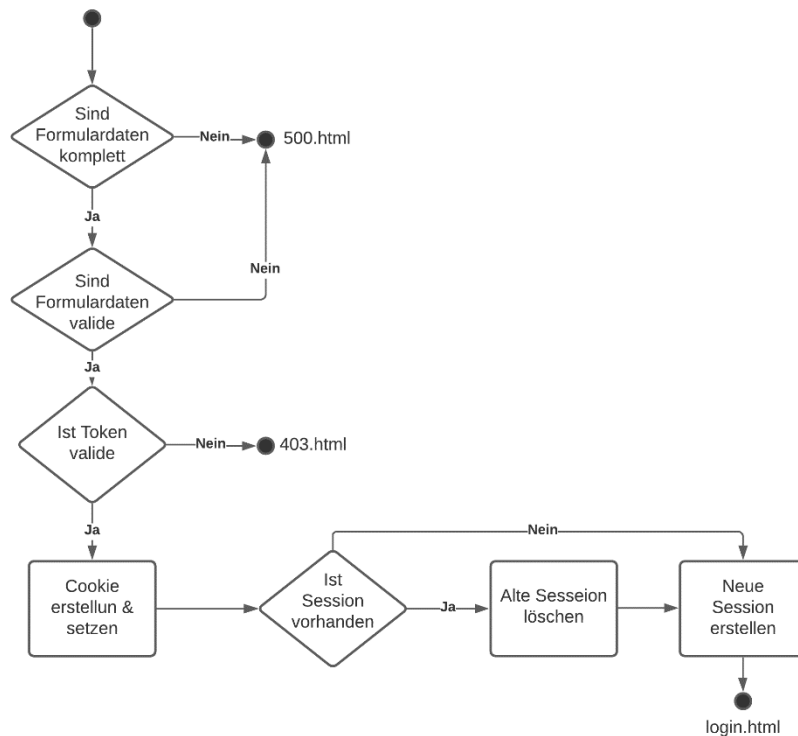 Sind
Formulardaten
komplett
Nein
500.html
Ja
Nein
Sind
Formulardaten
valide
Ja
Ist Token
valide
Nein
403.html
Ja
Nein
Cookie
erstellun &
setzen
Ist
Session
vorhanden
Ja
Alte Sesseion
löschen
Neue
Session
erstellen
login.html